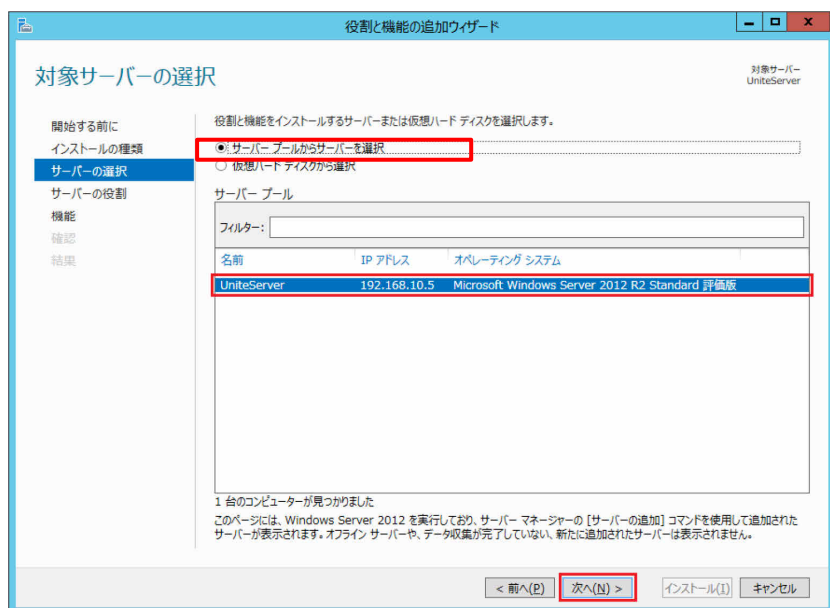 役割と機能の追加ウィザード
対象サーバーの選択
対象サーバー
UniteServer
開始する前に
インストールの種類
サーバーの選択
サーバーの役割
機能
確認
結果
役割と機能をインストールするサーバーまたは仮想ハード ディスクを選択します。
サーバー プールからサーバーを選択
仮想ハード ディスクから選択
サーバー プール
フィルター:
名前 IP アドレス オペレーティング システム
UniteServer 192.168.10.5 Microsoft Windows Server 2012 R2 Standard 評価版
1 台のコンピューターが見つかりました
このページには、Windows Server 2012 を実行しており、サーバー マネージャーの [サーバーの追加] コマンドを使用して追加された
サーバーが表示されます。オフライン サーバーや、データ収集が完了していない、新たに追加されたサーバーは表示されません。
< 前へ(P) 次へ(N) > インストール(I) キャンセル